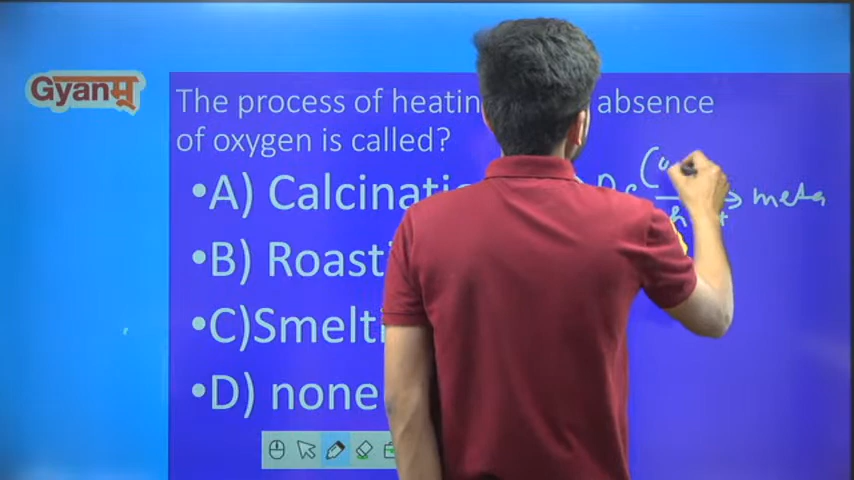 Gyanम्
The process of heatin absence
of oxygen is called?
•A) Calcinati
•B) Roasti
•C)Smelti
•D) none
meta